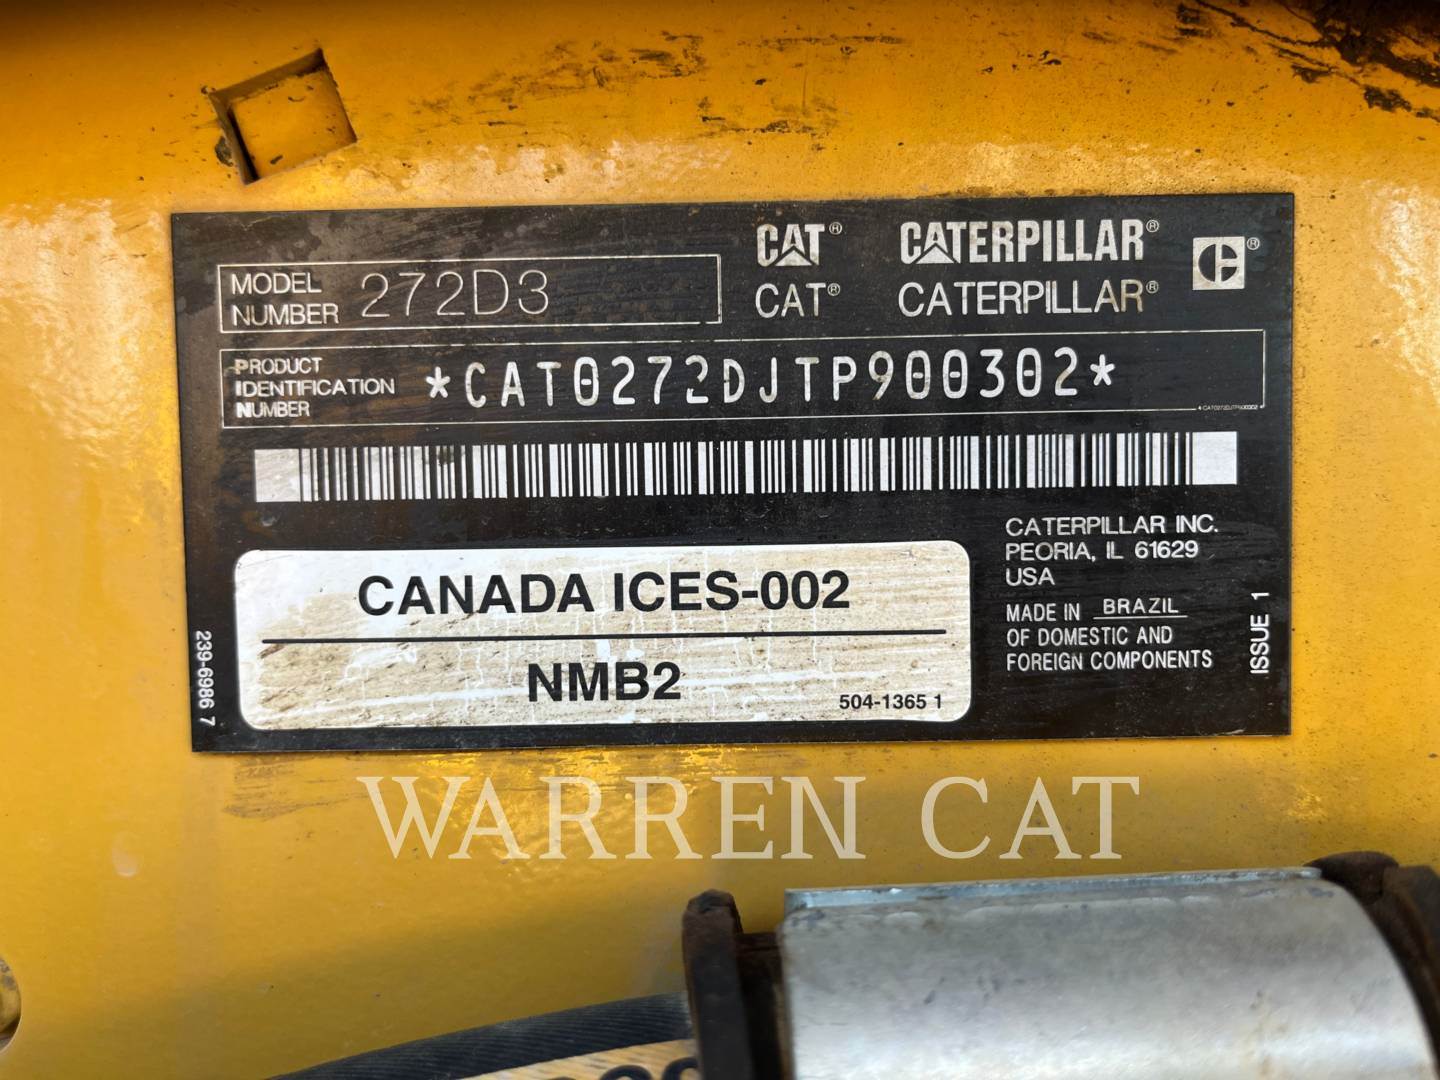 MODEL NUMBER 272D3
CAT® CATERPILLAR®
CAT® CATERPILLAR®
PRODUCT IDENTIFICATION NUMBER *CAT0272DJTP900302*
CATERPILLAR INC.
PEORIA, IL 61629
USA
MADE IN BRAZIL
OF DOMESTIC AND
FOREIGN COMPONENTS
ISSUE 1
CANADA ICES-002
NMB2
504-1365 1
239-6986 7
WARREN CAT